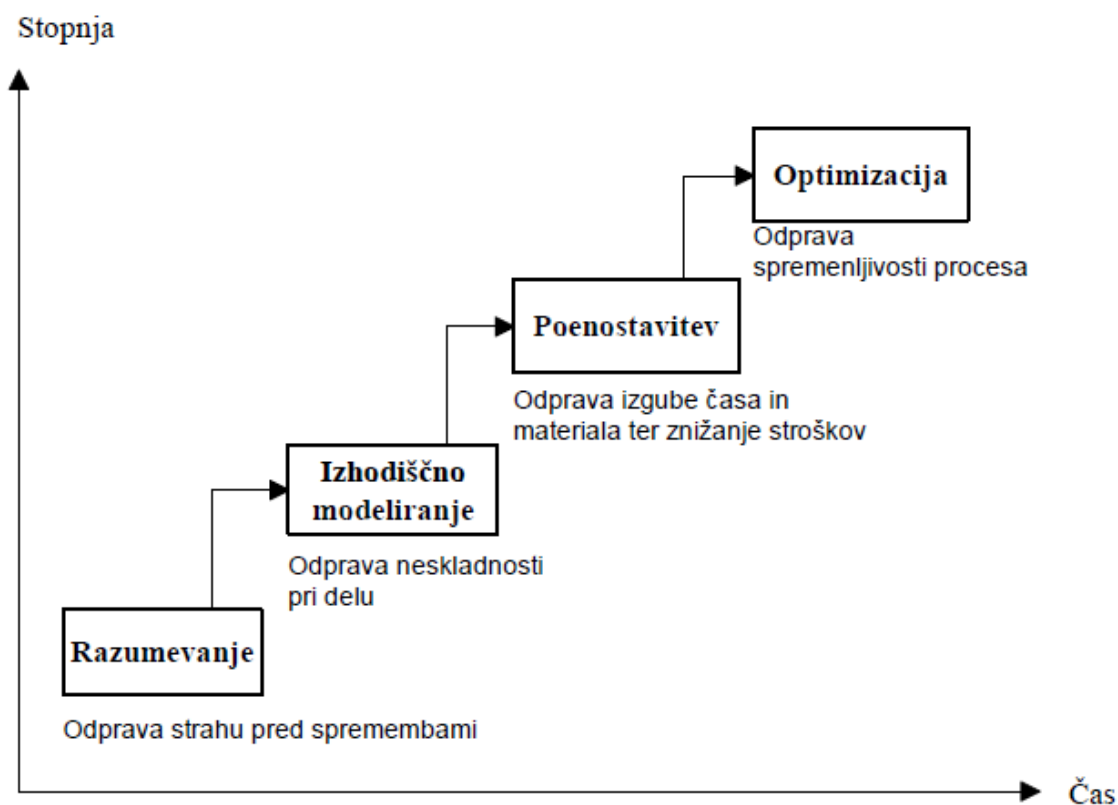 Stopnja
Optimizacija
Odprava
spremenljivosti procesa
Poenostavitev
Odprava izgube časa in
materiala ter znižanje stroškov
Izhodiščno
modeliranje
Odprava neskladnosti
pri delu
Razumevanje
Odprava strahu pred spremembami
Čas